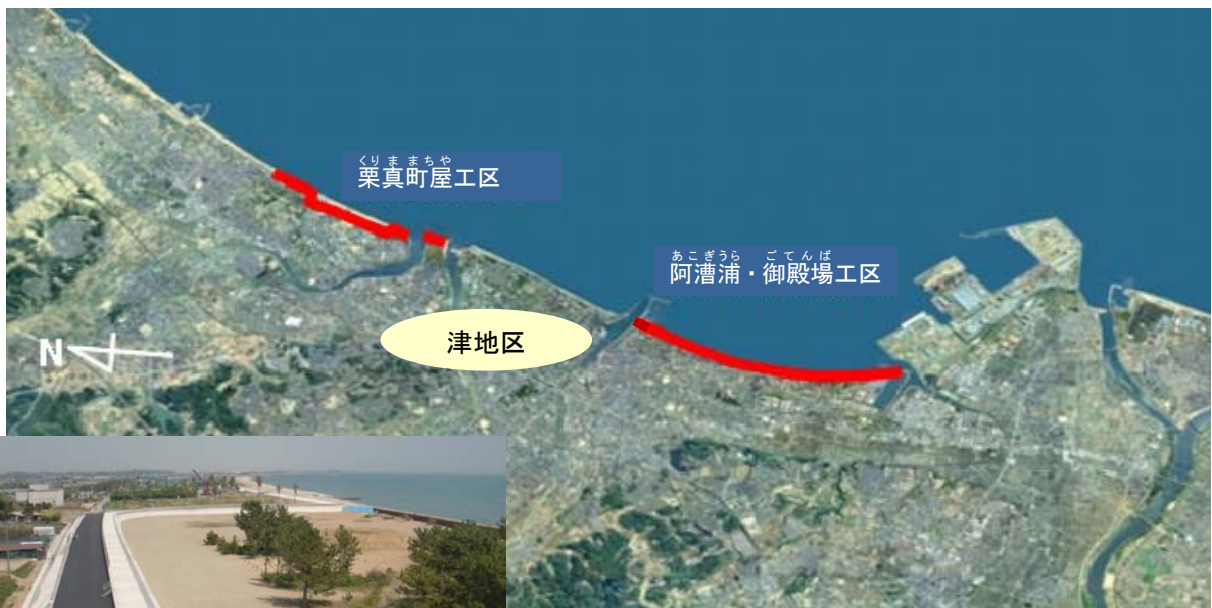 くりままちや
栗真町屋工区
あこぎうら ごてんば
阿漕浦・御殿場工区
津地区
N